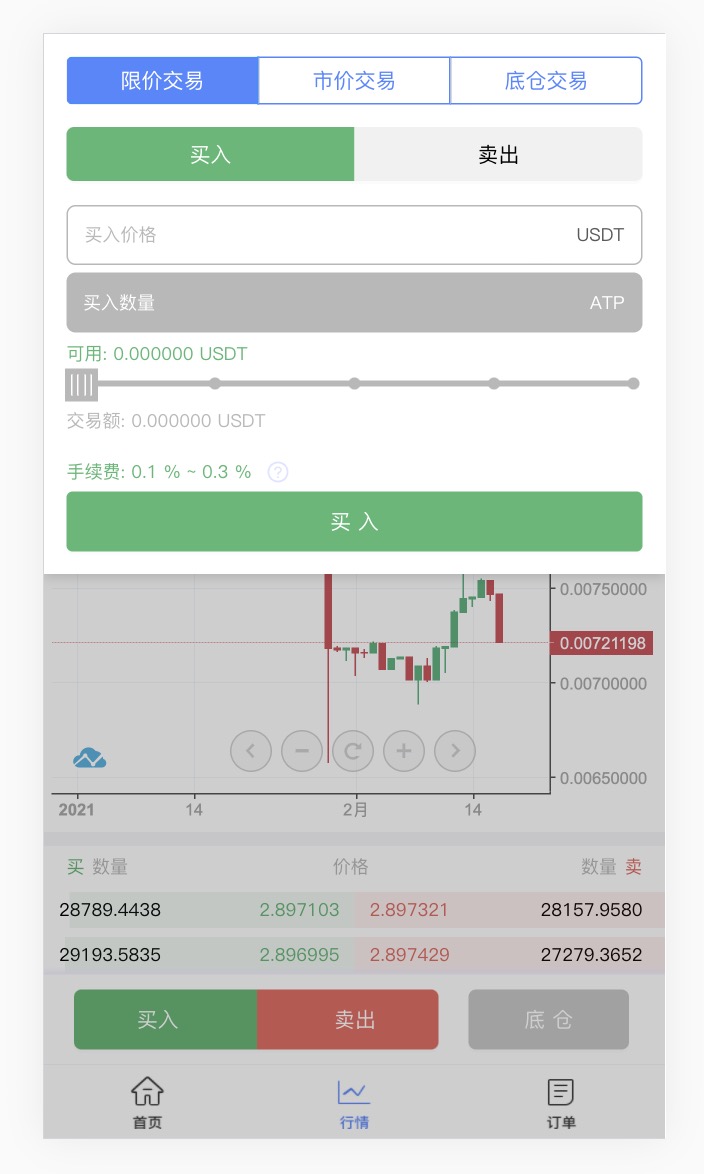 限价交易 市价交易 底仓交易
买入 卖出
买入价格 USDT
买入数量 ATP
可用: 0.000000 USDT
交易额: 0.000000 USDT
手续费: 0.1 % ~ 0.3 % ?
买 入
0.00750000
0.00721198
0.00700000
0.00650000
2021 14 2月 14
买 数量 价格 数量 卖
28789.4438 2.897103 2.897321 28157.9580
29193.5835 2.896995 2.897429 27279.3652
买入 卖出 底 仓
首页 行情 订单